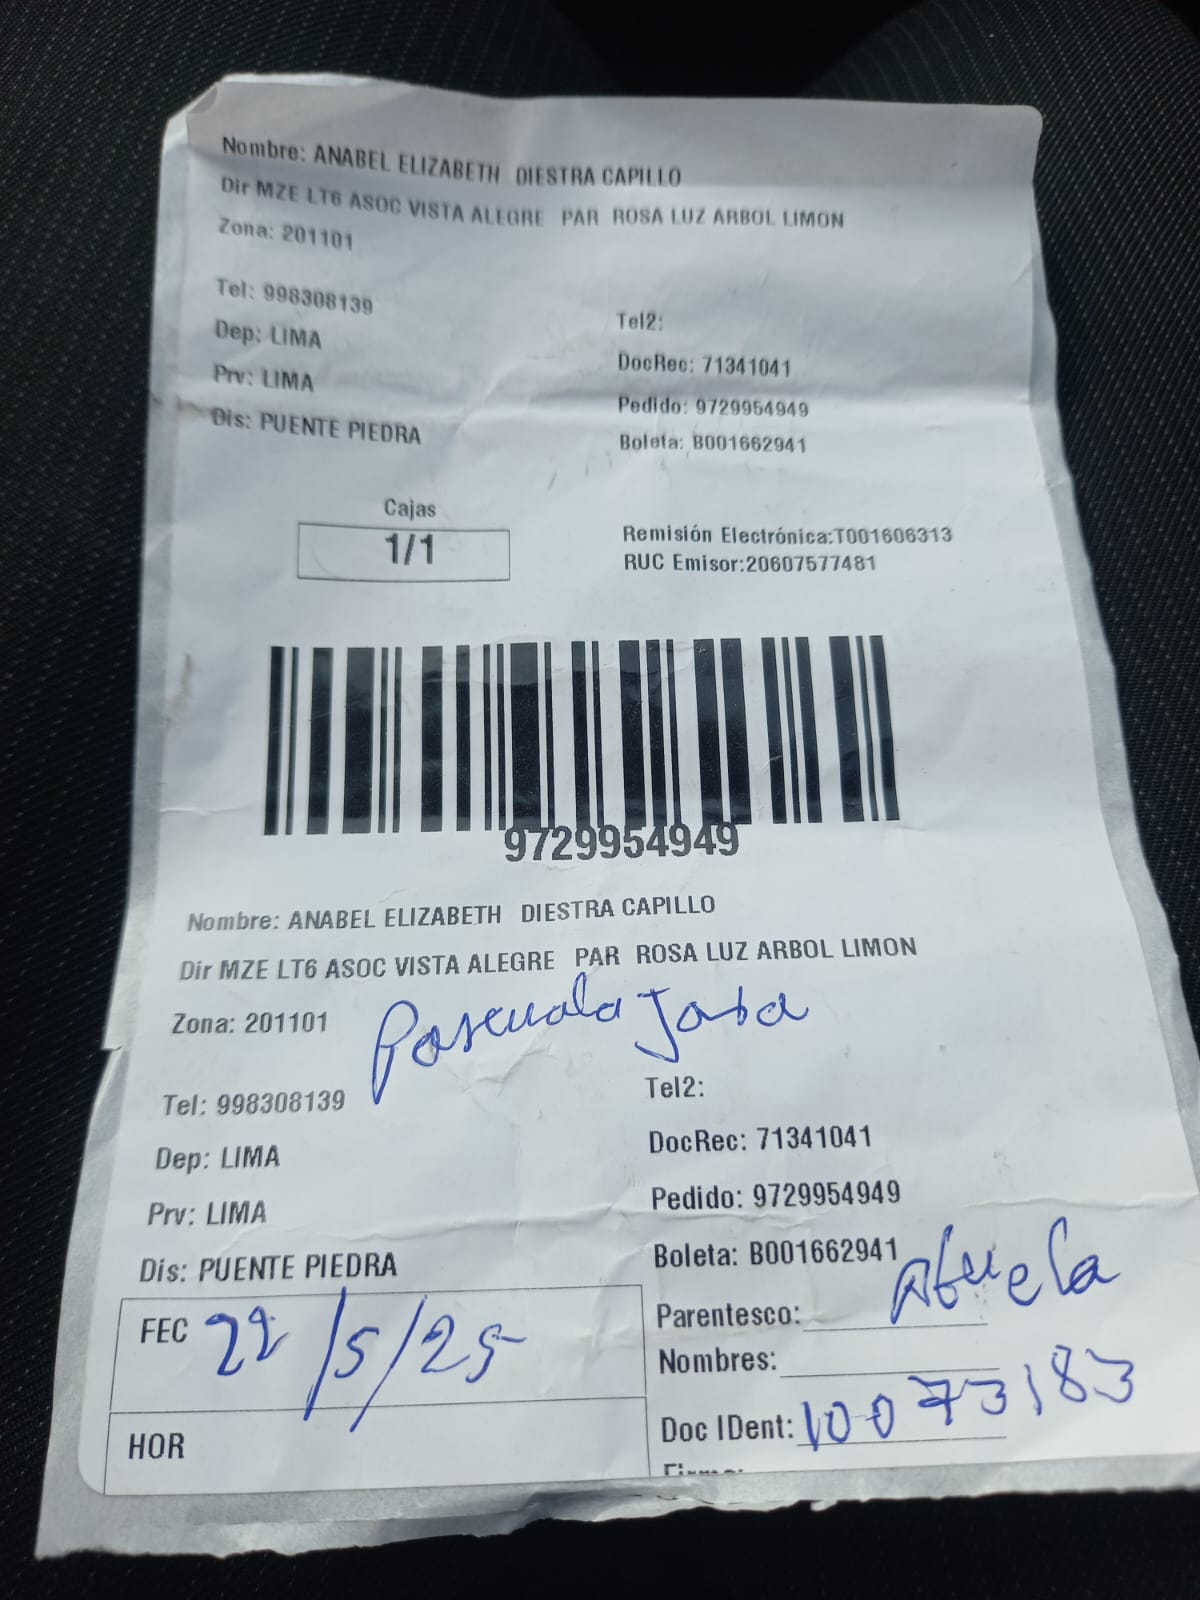 Nombre: ANABEL ELIZABETH DIESTRA CAPILLO
Dir MZE LT6 ASOC VISTA ALEGRE PAR ROSA LUZ ARBOL LIMON
Zona: 201101
Tel: 998308139
Tel2:
Dep: LIMA
DocRec: 71341041
Prv: LIMA
Pedido: 9729954949
Dis: PUENTE PIEDRA
Boleta: B001662941
Cajas
1/1
Remisión Electrónica:T001606313
RUC Emisor:20607577481
9729954949
Nombre: ANABEL ELIZABETH DIESTRA CAPILLO
Dir MZE LT6 ASOC VISTA ALEGRE PAR ROSA LUZ ARBOL LIMON
Zona: 201101
Pascuala Jara
Tel: 998308139
Tel2:
Dep: LIMA
DocRec: 71341041
Prv: LIMA
Pedido: 9729954949
Dis: PUENTE PIEDRA
Boleta: B001662941
FEC 22/5/25
Parentesco: Abuela
Nombres:
HOR
Doc IDent: 10073183